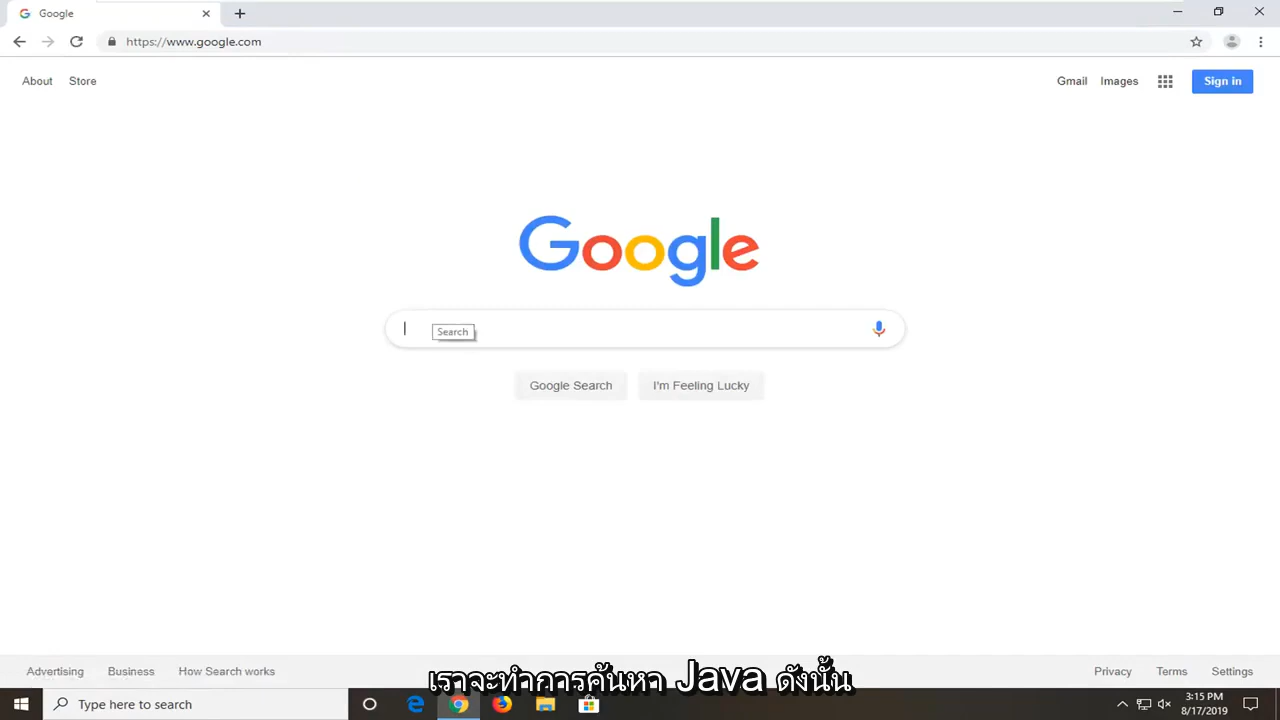 Google
https://www.google.com
About Store Gmail Images Sign in
Google
Search
Google Search I'm Feeling Lucky
Advertising Business How Search works Privacy Terms Settings
เราจะทำการค้นหา Java ดังนั้น
Type here to search
3:15 PM
8/17/2019